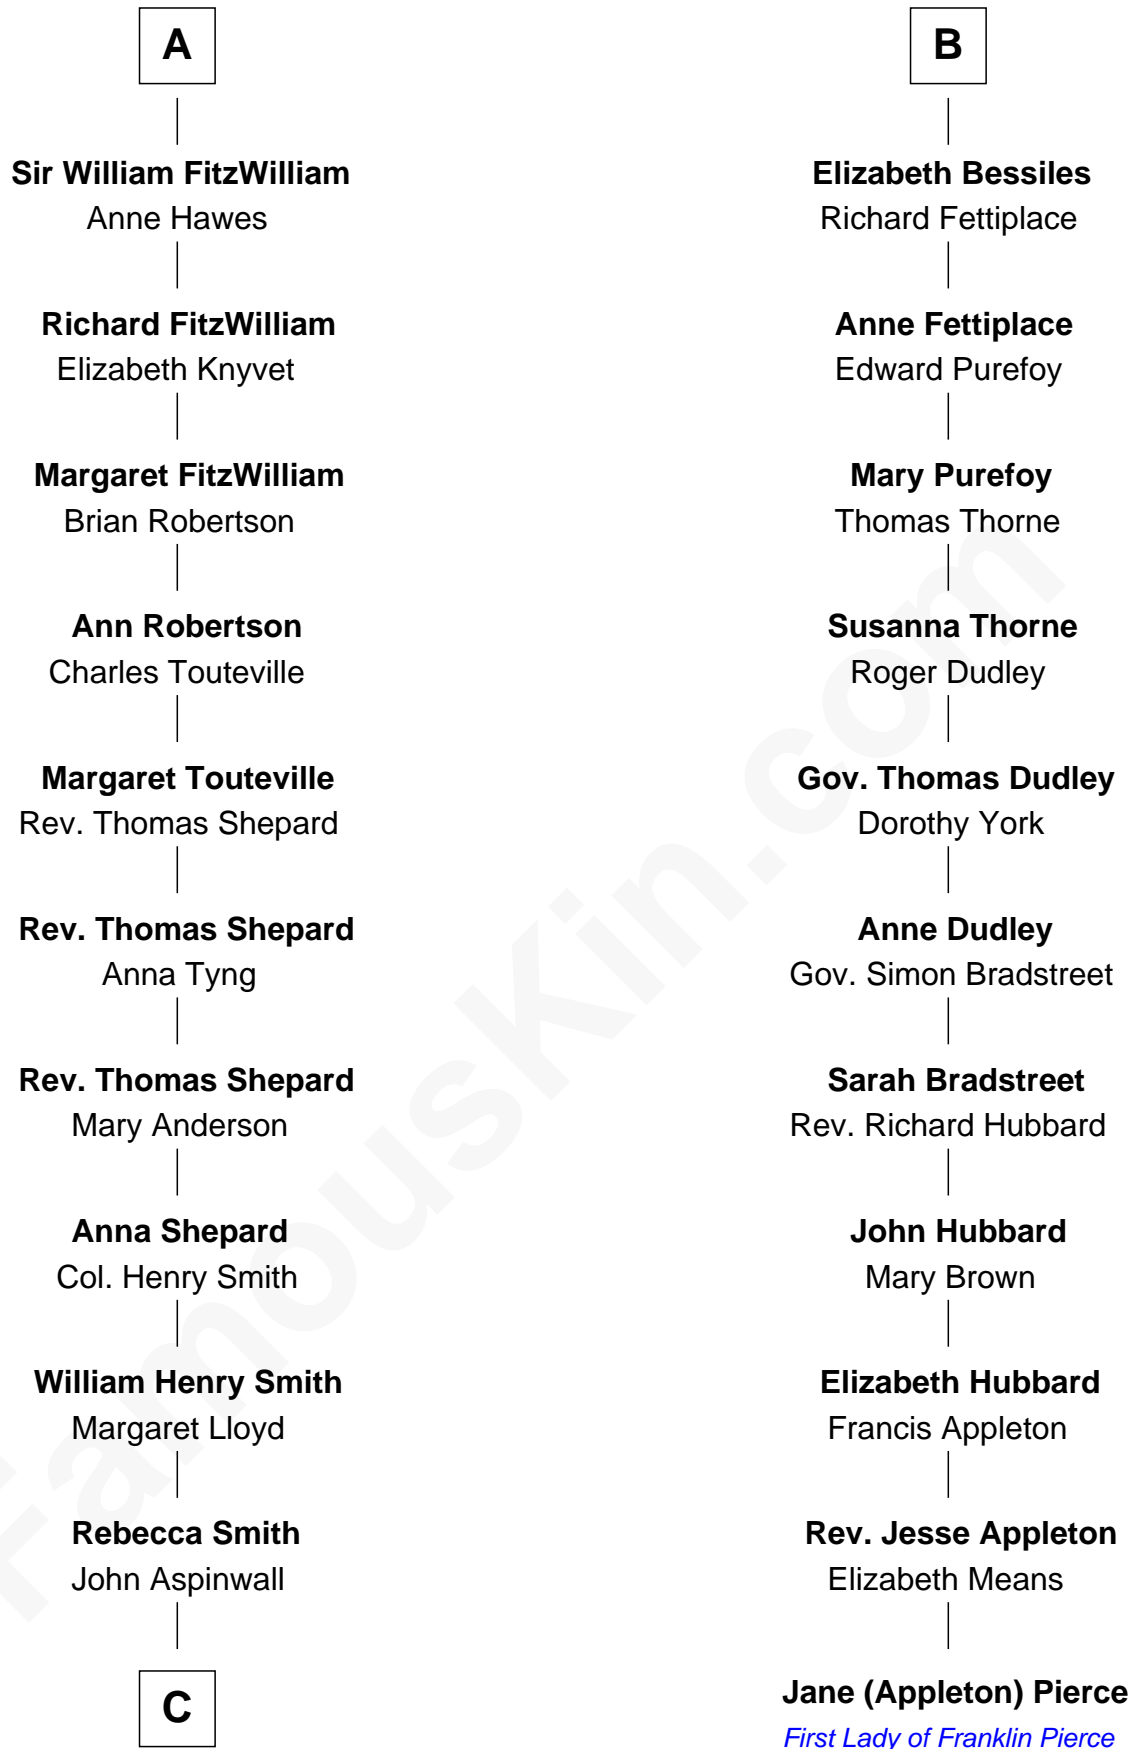 A
Sir William FitzWilliam
Anne Hawes
Richard FitzWilliam
Elizabeth Knyvet
Margaret FitzWilliam
Brian Robertson
Ann Robertson
Charles Touteville
Margaret Touteville
Rev. Thomas Shepard
Rev. Thomas Shepard
Anna Tyng
Rev. Thomas Shepard
Mary Anderson
Anna Shepard
Col. Henry Smith
William Henry Smith
Margaret Lloyd
Rebecca Smith
John Aspinwall
C
B
Elizabeth Bessiles
Richard Fettiplace
Anne Fettiplace
Edward Purefoy
Mary Purefoy
Thomas Thorne
Susanna Thorne
Roger Dudley
Gov. Thomas Dudley
Dorothy York
Anne Dudley
Gov. Simon Bradstreet
Sarah Bradstreet
Rev. Richard Hubbard
John Hubbard
Mary Brown
Elizabeth Hubbard
Francis Appleton
Rev. Jesse Appleton
Elizabeth Means
Jane (Appleton) Pierce
First Lady of Franklin Pierce
FamousKin.com